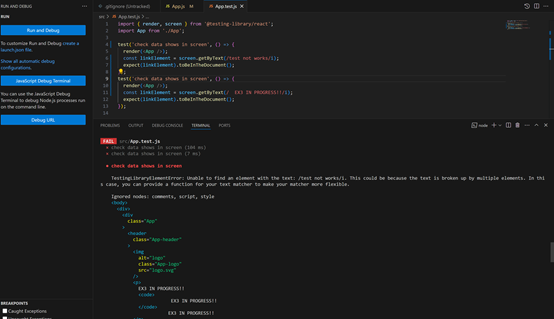 RUN AND DEBUG
RUN
Run and Debug
To customize Run and Debug create a
launch.json file.
Show all automatic debug
configurations.
JavaScript Debug Terminal
You can use the JavaScript Debug
Terminal to debug Node.js processes run
on the command line.
Debug URL
BREAKPOINTS
Caught Exceptions
.gitignore (Untracked)
App.js M
App.test.js
src > App.test.js > ...
1 import { render, screen } from '@testing-library/react';
2 import App from './App';
3
4 test('check data shows in screen', () => {
5 render(<App />);
6 const linkElement = screen.getByText(/test not works/i);
7 expect(linkElement).toBeInTheDocument();
8
9 test('check data shows in screen', () => {
10 render(<App />);
11 const linkElement = screen.getByText(/ EX3 IN PROGRESS!!/i);
12 expect(linkElement).toBeInTheDocument();
13 });
14
PROBLEMS OUTPUT DEBUG CONSOLE TERMINAL PORTS
node
FAIL src/App.test.js
× check data shows in screen (104 ms)
× check data shows in screen (7 ms)
● check data shows in screen
TestingLibraryElementError: Unable to find an element with the text: /test not works/i. This could be because the text is broken up by multiple elements. In thi
s case, you can provide a function for your text matcher to make your matcher more flexible.
Ignored nodes: comments, script, style
<body>
<div>
<div
class="App"
>
<header
class="App-header"
>
<img
alt="logo"
class="App-logo"
src="logo.svg"
/>
<p>
EX3 IN PROGRESS!!
<code>
EX3 IN PROGRESS!!
</code>
EX3 IN PROGRESS!!